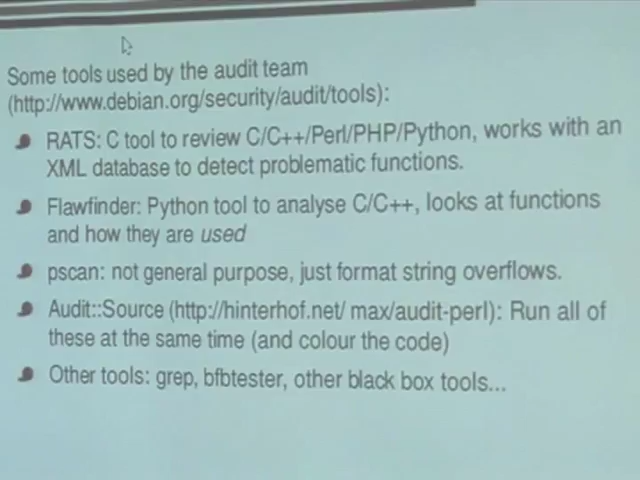 Some tools used by the audit team
(http://www.debian.org/security/audit/tools):
RATS: C tool to review C/C++/Perl/PHP/Python, works with an
XML database to detect problematic functions.
Flawfinder: Python tool to analyse C/C++, looks at functions
and how they are used
pscan: not general purpose, just format string overflows.
Audit::Source (http://hinterhof.net/ max/audit-perl): Run all of
these at the same time (and colour the code)
Other tools: grep, bfbtester, other black box tools...